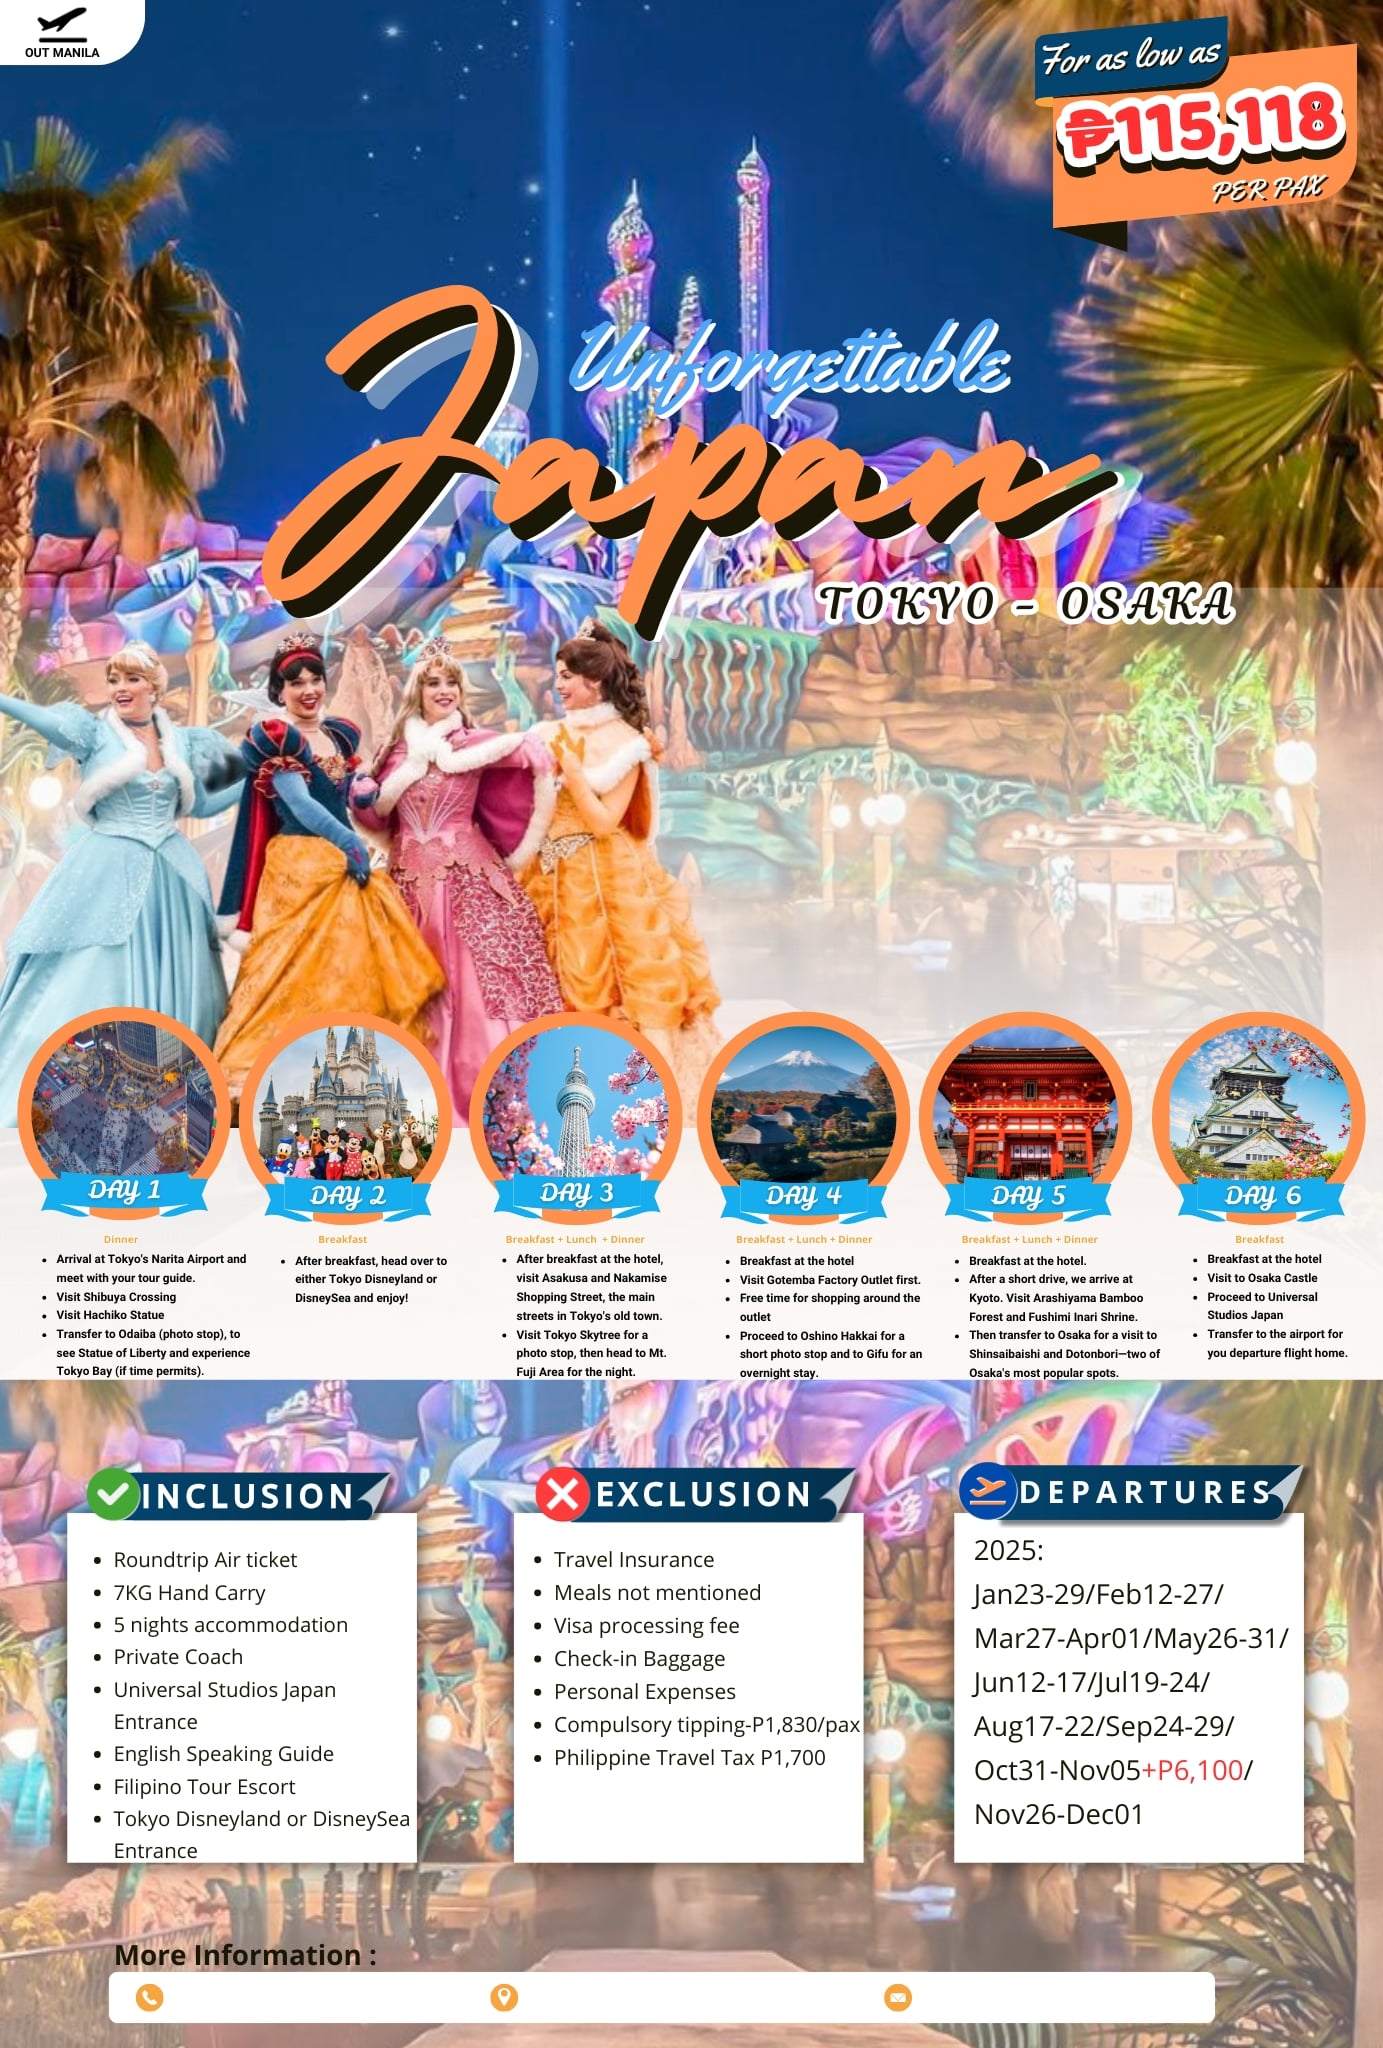 OUT MANILA
For as low as
₱115,118
PER PAX
Unforgettable
Japan
TOKYO - OSAKA
DAY 1
Dinner
• Arrival at Tokyo's Narita Airport and
meet with your tour guide.
• Visit Shibuya Crossing
• Visit Hachiko Statue
• Transfer to Odaiba (photo stop), to
see Statue of Liberty and experience
Tokyo Bay (if time permits).
DAY 2
Breakfast
• After breakfast, head over to
either Tokyo Disneyland or
DisneySea and enjoy!
DAY 3
Breakfast + Lunch + Dinner
• After breakfast at the hotel,
visit Asakusa and Nakamise
Shopping Street, the main
streets in Tokyo's old town.
• Visit Tokyo Skytree for a
photo stop, then head to Mt.
Fuji Area for the night.
DAY 4
Breakfast + Lunch + Dinner
• Breakfast at the hotel
• Visit Gotemba Factory Outlet first.
• Free time for shopping around the
outlet
• Proceed to Oshino Hakkai for a
short photo stop and to Gifu for an
overnight stay.
DAY 5
Breakfast + Lunch + Dinner
• Breakfast at the hotel.
• After a short drive, we arrive at
Kyoto. Visit Arashiyama Bamboo
Forest and Fushimi Inari Shrine.
• Then transfer to Osaka for a visit to
Shinsaibaishi and Dotonbori—two of
Osaka's most popular spots.
DAY 6
Breakfast
• Breakfast at the hotel
• Visit to Osaka Castle
• Proceed to Universal
Studios Japan
• Transfer to the airport for
you departure flight home.
INCLUSION
• Roundtrip Air ticket
• 7KG Hand Carry
• 5 nights accommodation
• Private Coach
• Universal Studios Japan
Entrance
• English Speaking Guide
• Filipino Tour Escort
• Tokyo Disneyland or DisneySea
Entrance
EXCLUSION
• Travel Insurance
• Meals not mentioned
• Visa processing fee
• Check-in Baggage
• Personal Expenses
• Compulsory tipping-P1,830/pax
• Philippine Travel Tax P1,700
DEPARTURES
2025:
Jan23-29/Feb12-27/
Mar27-Apr01/May26-31/
Jun12-17/Jul19-24/
Aug17-22/Sep24-29/
Oct31-Nov05+P6,100/
Nov26-Dec01
More Information :